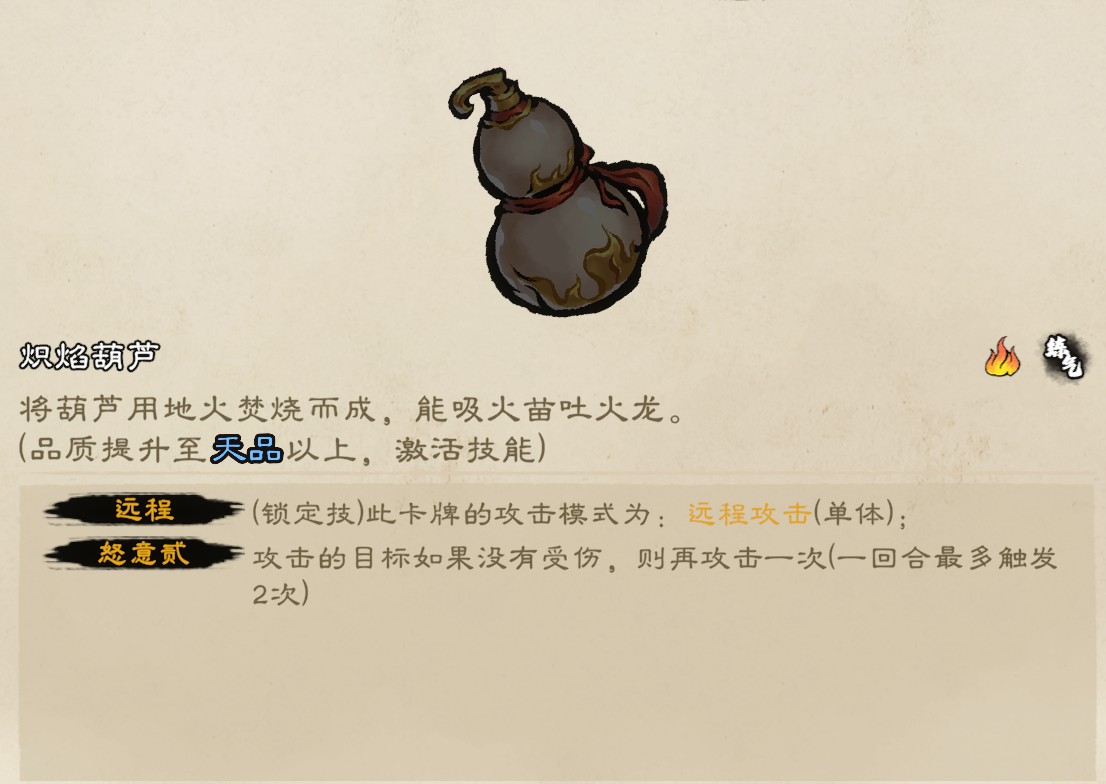 炽焰葫芦
练气
将葫芦用地火焚烧而成，能吸火苗吐火龙。
(品质提升至天品以上，激活技能)
远程 (锁定技)此卡牌的攻击模式为：远程攻击(单体)；
怒意贰 攻击的目标如果没有受伤，则再攻击一次(一回合最多触发
2次)